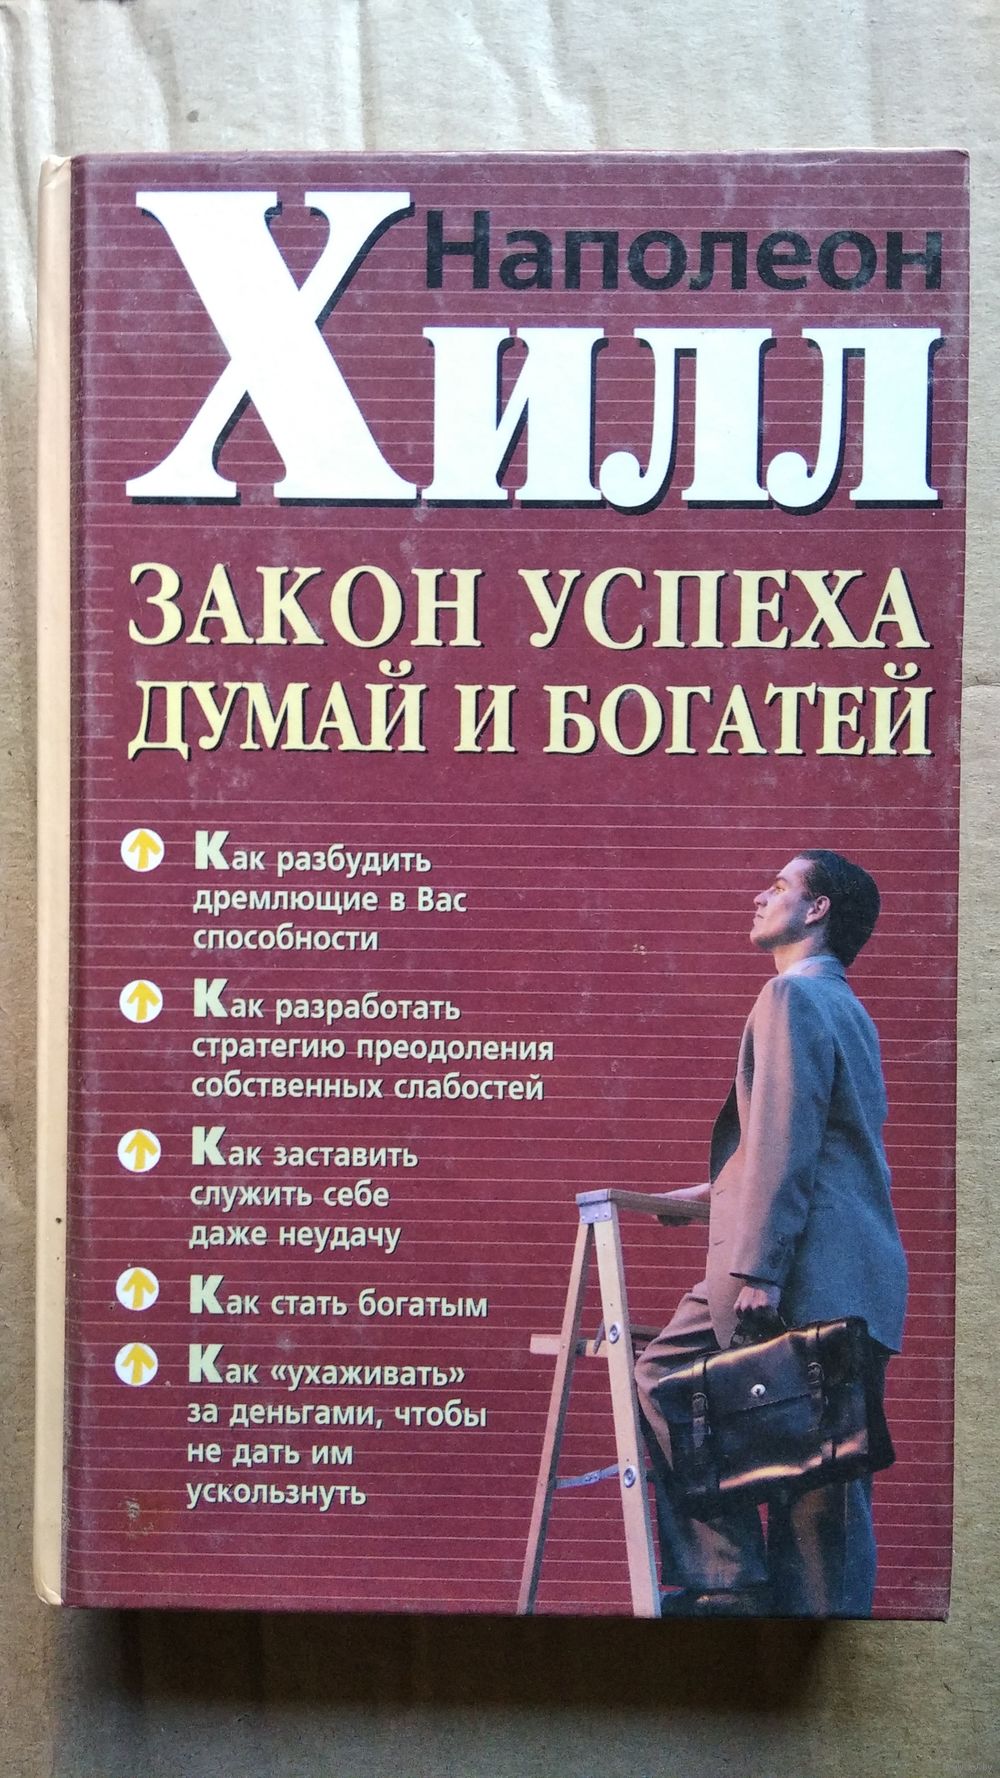 Наполеон
Хилл
ЗАКОН УСПЕХА
ДУМАЙ И БОГАТЕЙ
Как разбудить
дремлющие в Вас
способности
Как разработать
стратегию преодоления
собственных слабостей
Как заставить
служить себе
даже неудачу
Как стать богатым
Как «ухаживать»
за деньгами, чтобы
не дать им
ускользнуть